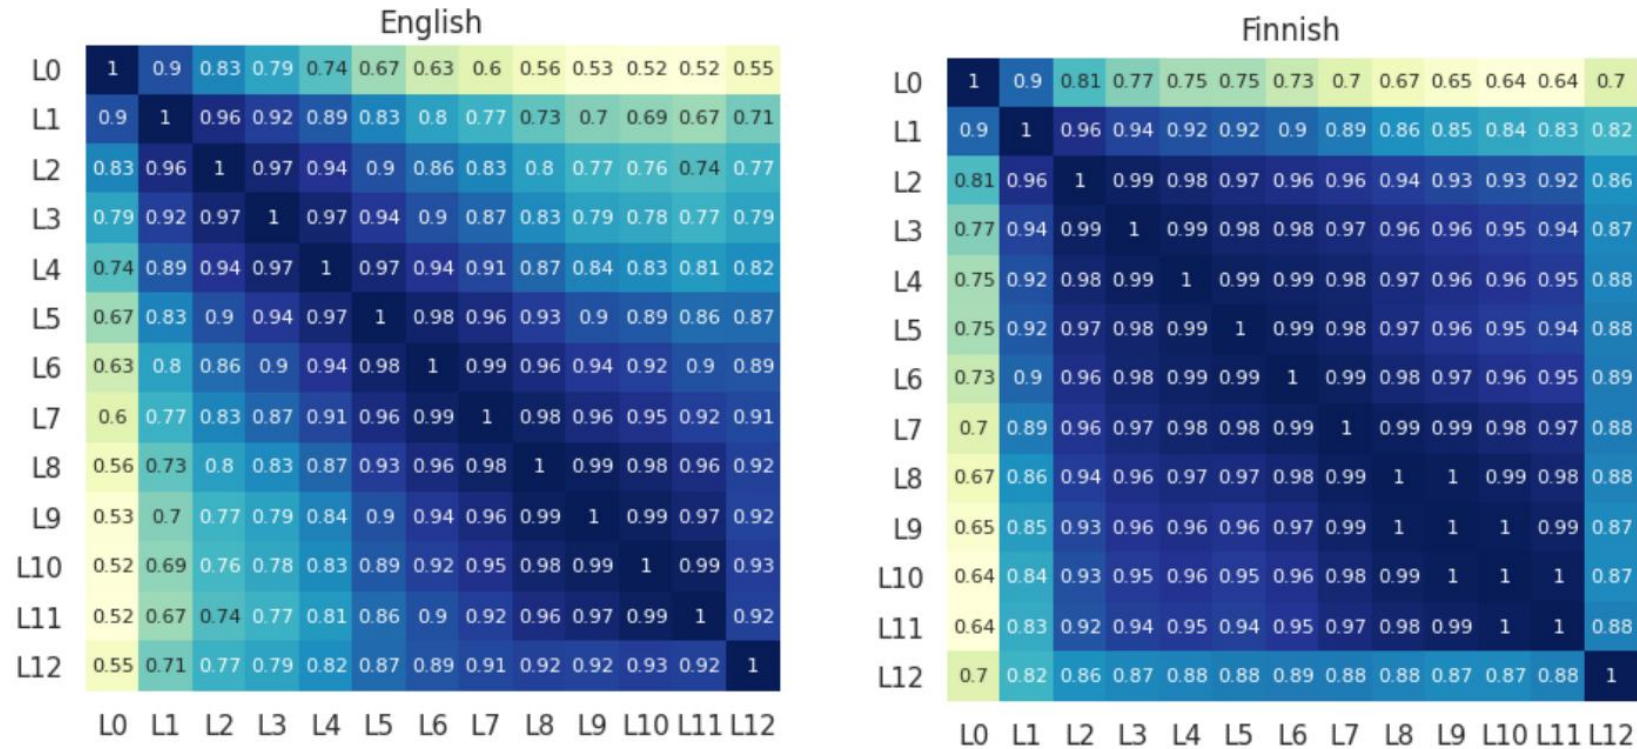 English
L0 1 0.9 0.83 0.79 0.74 0.67 0.63 0.6 0.56 0.53 0.52 0.52 0.55
L1 0.9 1 0.96 0.92 0.89 0.83 0.8 0.77 0.73 0.7 0.69 0.67 0.71
L2 0.83 0.96 1 0.97 0.94 0.9 0.86 0.83 0.8 0.77 0.76 0.74 0.77
L3 0.79 0.92 0.97 1 0.97 0.94 0.9 0.87 0.83 0.79 0.78 0.77 0.79
L4 0.74 0.89 0.94 0.97 1 0.97 0.94 0.91 0.87 0.84 0.83 0.81 0.82
L5 0.67 0.83 0.9 0.94 0.97 1 0.98 0.96 0.93 0.9 0.89 0.86 0.87
L6 0.63 0.8 0.86 0.9 0.94 0.98 1 0.99 0.96 0.94 0.92 0.9 0.89
L7 0.6 0.77 0.83 0.87 0.91 0.96 0.99 1 0.98 0.96 0.95 0.92 0.91
L8 0.56 0.73 0.8 0.83 0.87 0.93 0.96 0.98 1 0.99 0.98 0.96 0.92
L9 0.53 0.7 0.77 0.79 0.84 0.9 0.94 0.96 0.99 1 0.99 0.97 0.92
L10 0.52 0.69 0.76 0.78 0.83 0.89 0.92 0.95 0.98 0.99 1 0.99 0.93
L11 0.52 0.67 0.74 0.77 0.81 0.86 0.9 0.92 0.96 0.97 0.99 1 0.92
L12 0.55 0.71 0.77 0.79 0.82 0.87 0.89 0.91 0.92 0.92 0.93 0.92 1
L0 L1 L2 L3 L4 L5 L6 L7 L8 L9 L10 L11 L12
Finnish
L0 1 0.9 0.81 0.77 0.75 0.75 0.73 0.7 0.67 0.65 0.64 0.64 0.7
L1 0.9 1 0.96 0.94 0.92 0.92 0.9 0.89 0.86 0.85 0.84 0.83 0.82
L2 0.81 0.96 1 0.99 0.98 0.97 0.96 0.96 0.94 0.93 0.93 0.92 0.86
L3 0.77 0.94 0.99 1 0.99 0.98 0.98 0.97 0.96 0.96 0.95 0.94 0.87
L4 0.75 0.92 0.98 0.99 1 0.99 0.99 0.98 0.97 0.96 0.96 0.95 0.88
L5 0.75 0.92 0.97 0.98 0.99 1 0.99 0.98 0.97 0.96 0.95 0.94 0.88
L6 0.73 0.9 0.96 0.98 0.99 0.99 1 0.99 0.98 0.97 0.96 0.95 0.89
L7 0.7 0.89 0.96 0.97 0.98 0.98 0.99 1 0.99 0.99 0.98 0.97 0.88
L8 0.67 0.86 0.94 0.96 0.97 0.97 0.98 0.99 1 1 0.99 0.98 0.88
L9 0.65 0.85 0.93 0.96 0.96 0.96 0.97 0.99 1 1 1 0.99 0.87
L10 0.64 0.84 0.93 0.95 0.96 0.95 0.96 0.98 0.99 1 1 1 0.87
L11 0.64 0.83 0.92 0.94 0.95 0.94 0.95 0.97 0.98 0.99 1 1 0.88
L12 0.7 0.82 0.86 0.87 0.88 0.88 0.89 0.88 0.88 0.87 0.87 0.88 1
L0 L1 L2 L3 L4 L5 L6 L7 L8 L9 L10 L11 L12